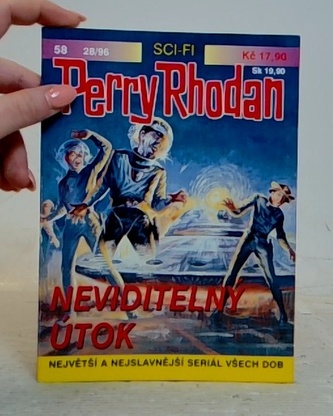 58 28/96 SCI-FI Kč 17,90
Sk 19,90
Perry Rhodan
NEVIDITELNÝ
ÚTOK
NEJVĚTŠÍ A NEJSLAVNĚJŠÍ SERIÁL VŠECH DOB